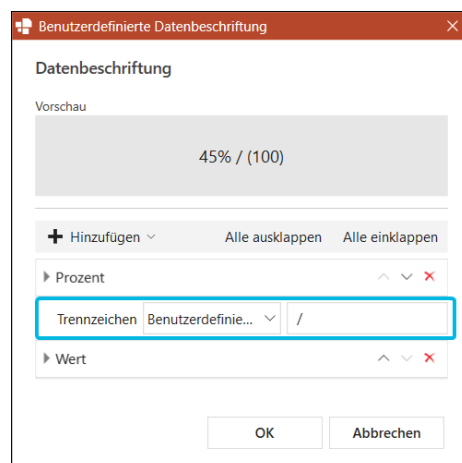 Benutzerdefinierte Datenbeschriftung
Datenbeschriftung
Vorschau
45% / (100)
Hinzufügen Alle ausklappen Alle einklappen
Prozent
Trennzeichen Benutzerdefinie... /
Wert
OK Abbrechen